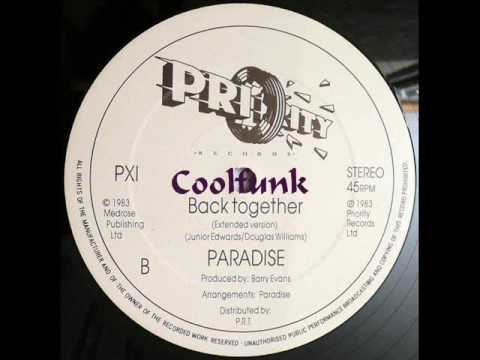 PRIORITY
RECORDS
PX1
Coolfunk
STEREO
45RPM
© 1983
Medrose
Publishing
Ltd
Back together
(Extended version)
(Junior Edwards/Douglas Williams)
℗ 1983
Priority
Records
Ltd
B
PARADISE
Produced by: Barry Evans
Arrangements: Paradise
Distributed by:
P.R.T.
ALL RIGHTS OF THE MANUFACTURER AND OF THE OWNER OF THE RECORDED WORK RESERVED · UNAUTHORISED PUBLIC PERFORMANCE BROADCASTING AND COPYING OF THIS RECORD PROHIBITED